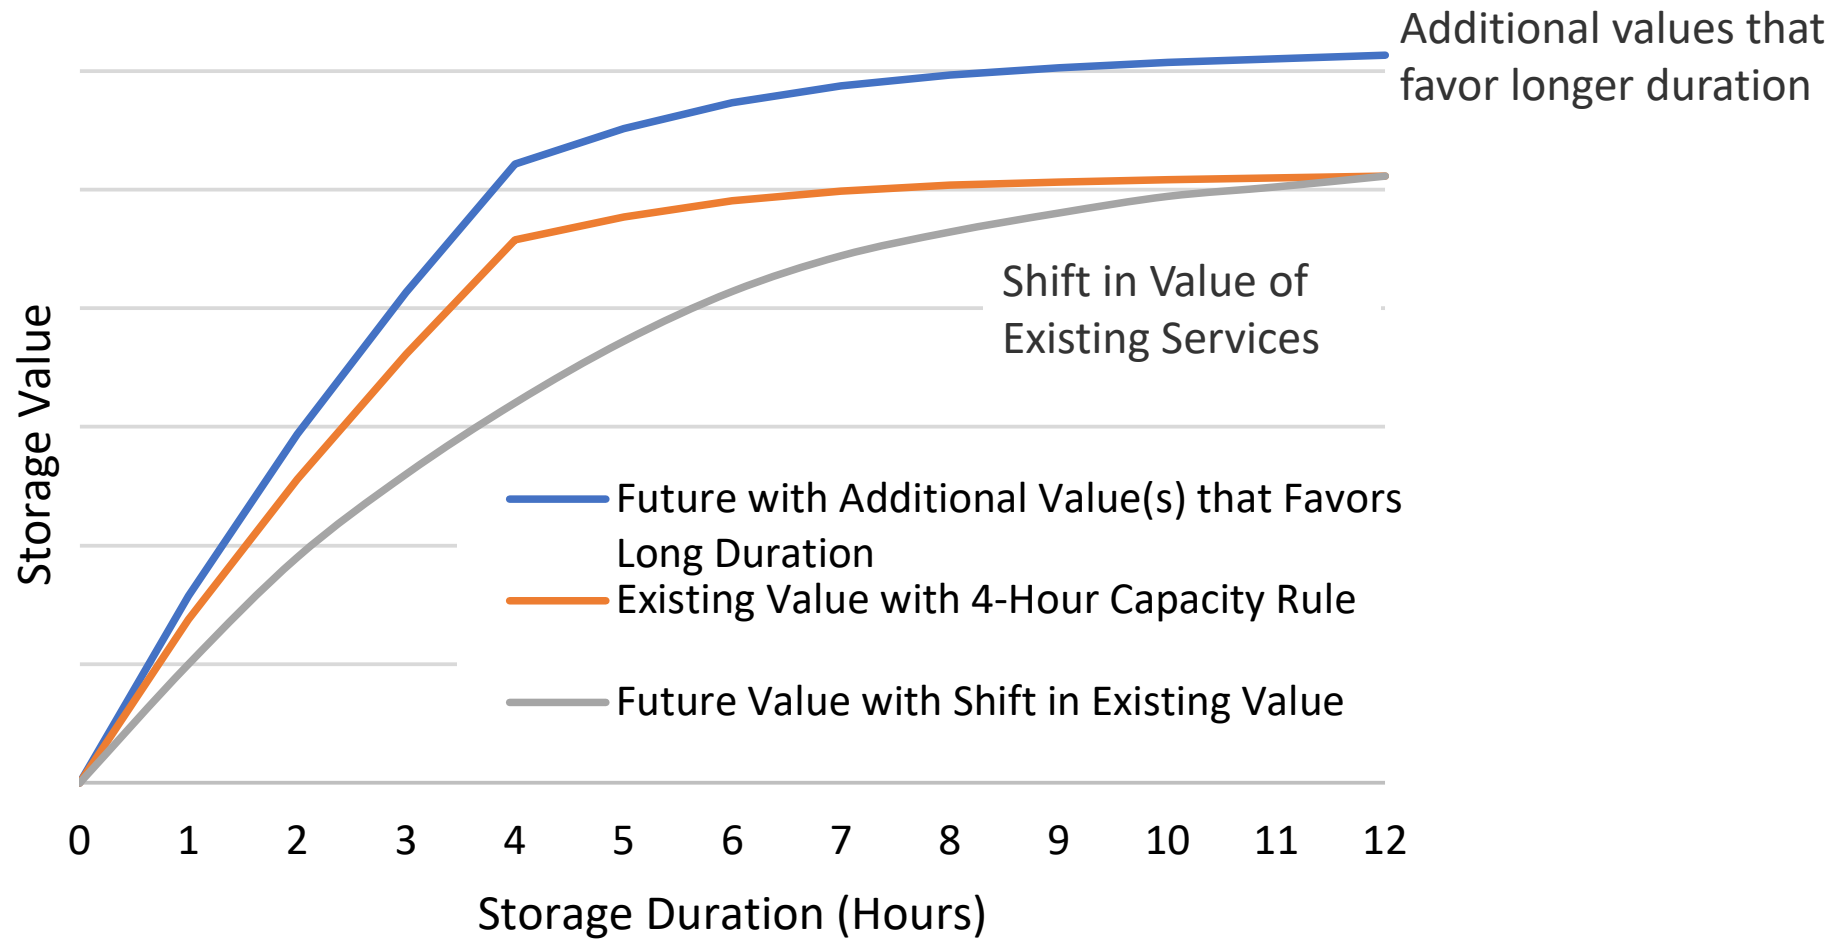 Additional values that
favor longer duration
Shift in Value of
Existing Services
Storage Value
Future with Additional Value(s) that Favors
Long Duration
Existing Value with 4-Hour Capacity Rule
Future Value with Shift in Existing Value
0 1 2 3 4 5 6 7 8 9 10 11 12
Storage Duration (Hours)